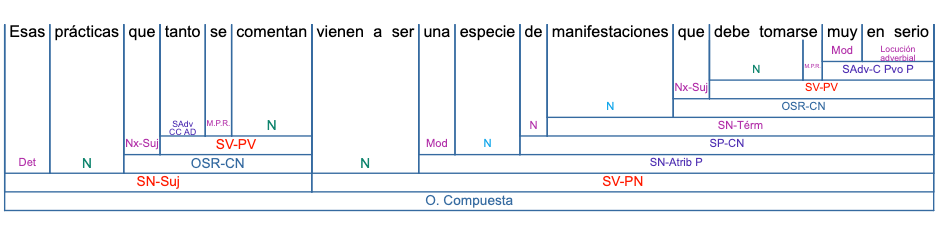 Esas prácticas que tanto se comentan vienen a ser una especie de manifestaciones que debe tomarse muy en serio
Mod Locución adverbial
N M.P.R. SAdv-C Pvo P
Nx-Suj SV-PV
N OSR-CN
SAdv CC AD M.P.R. N N SN-Térm
Nx-Suj SV-PV Mod N SP-CN
Det N OSR-CN N SN-Atrib P
SN-Suj SV-PN
O. Compuesta